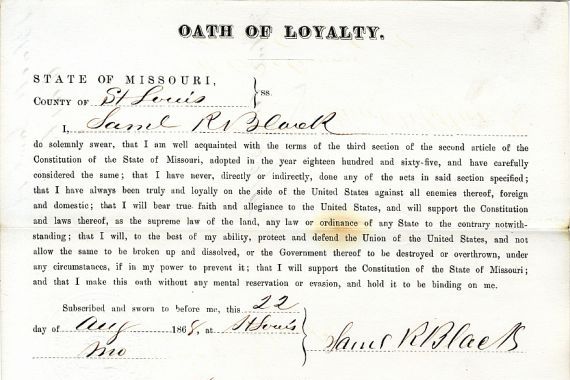 OATH OF LOYALTY.
STATE OF MISSOURI,
COUNTY OF St Louis } ss.
I, Saml R Black
do solemnly swear, that I am well acquainted with the terms of the third section of the second article of the
Constitution of the State of Missouri, adopted in the year eighteen hundred and sixty-five, and have carefully
considered the same; that I have never, directly or indirectly, done any of the acts in said section specified;
that I have always been truly and loyally on the side of the United States against all enemies thereof, foreign
and domestic; that I will bear true faith and allegiance to the United States, and will support the Constitution
and laws thereof, as the supreme law of the land, any law or ordinance of any State to the contrary notwith-
standing; that I will, to the best of my ability, protect and defend the Union of the United States, and not
allow the same to be broken up and dissolved, or the Government thereof to be destroyed or overthrown, under
any circumstances, if in my power to prevent it; that I will support the Constitution of the State of Missouri;
and that I make this oath without any mental reservation or evasion, and hold it to be binding on me.
Subscribed and sworn to before me, this 22
day of Aug 1868, at St Louis
Mo
Saml R Black